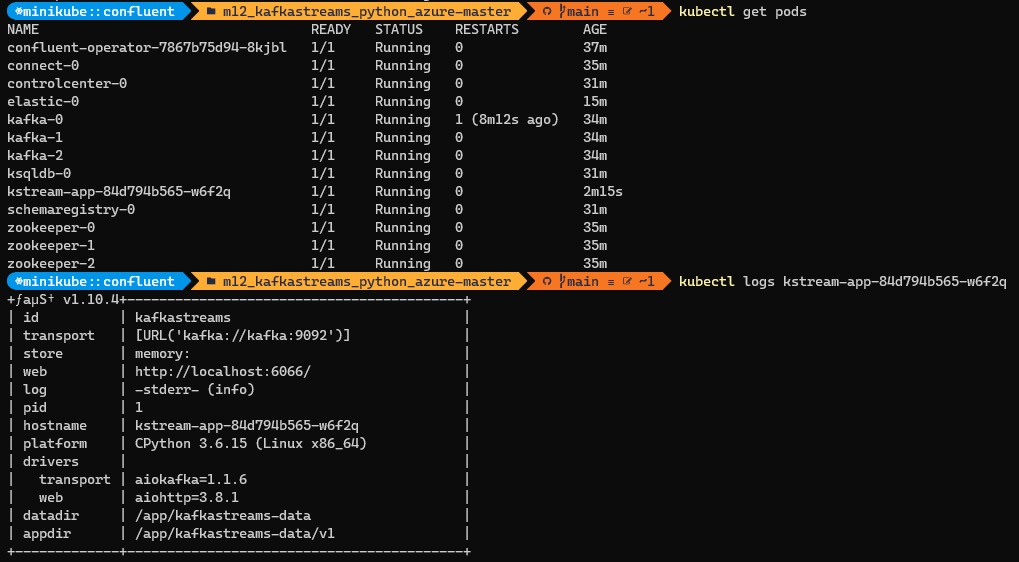 minikube::confluent m12_kafkastreams_python_azure-master main ≡ ~1 kubectl get pods
NAME READY STATUS RESTARTS AGE
confluent-operator-7867b75d94-8kjbl 1/1 Running 0 37m
connect-0 1/1 Running 0 35m
controlcenter-0 1/1 Running 0 31m
elastic-0 1/1 Running 0 15m
kafka-0 1/1 Running 1 (8m12s ago) 34m
kafka-1 1/1 Running 0 34m
kafka-2 1/1 Running 0 34m
ksqldb-0 1/1 Running 0 31m
kstream-app-84d794b565-w6f2q 1/1 Running 0 2m15s
schemaregistry-0 1/1 Running 0 31m
zookeeper-0 1/1 Running 0 35m
zookeeper-1 1/1 Running 0 35m
zookeeper-2 1/1 Running 0 35m
minikube::confluent m12_kafkastreams_python_azure-master main ≡ ~1 kubectl logs kstream-app-84d794b565-w6f2q
+ƒaµS† v1.10.4+------------------------------------------+
| id | kafkastreams |
| transport | [URL('kafka://kafka:9092')] |
| store | memory: |
| web | http://localhost:6066/ |
| log | -stderr- (info) |
| pid | 1 |
| hostname | kstream-app-84d794b565-w6f2q |
| platform | CPython 3.6.15 (Linux x86_64) |
| drivers | |
| transport | aiokafka=1.1.6 |
| web | aiohttp=3.8.1 |
| datadir | /app/kafkastreams-data |
| appdir | /app/kafkastreams-data/v1 |
+-------------+------------------------------------------+